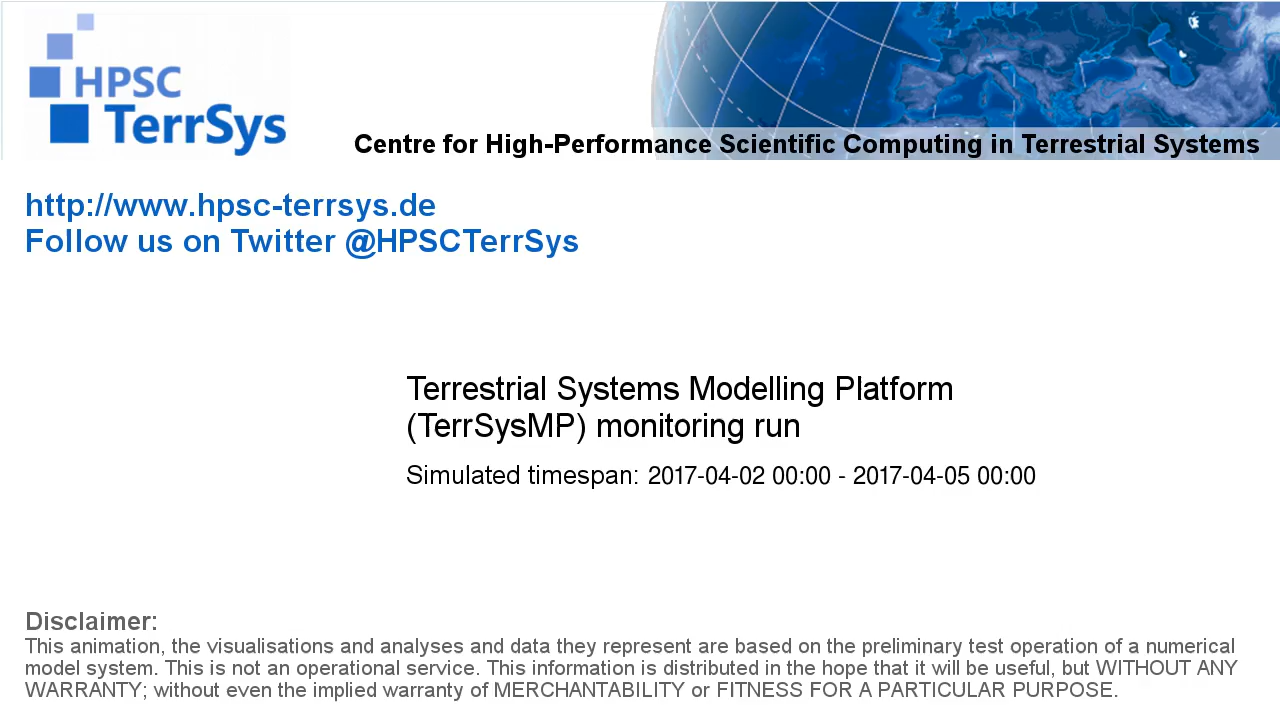 HPSC
TerrSys
Centre for High-Performance Scientific Computing in Terrestrial Systems
http://www.hpsc-terrsys.de
Follow us on Twitter @HPSCTerrSys
Terrestrial Systems Modelling Platform
(TerrSysMP) monitoring run
Simulated timespan: 2017-04-02 00:00 - 2017-04-05 00:00
Disclaimer:
This animation, the visualisations and analyses and data they represent are based on the preliminary test operation of a numerical
model system. This is not an operational service. This information is distributed in the hope that it will be useful, but WITHOUT ANY
WARRANTY; without even the implied warranty of MERCHANTABILITY or FITNESS FOR A PARTICULAR PURPOSE.